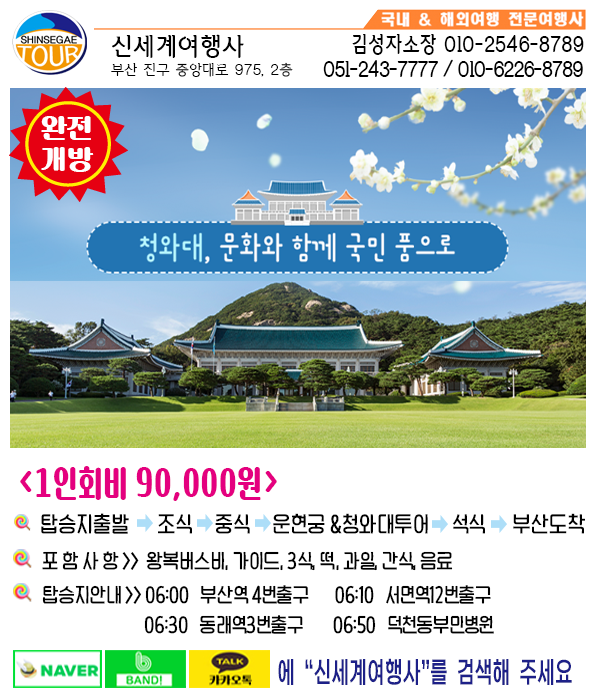 SHINSEGAE
TOUR
국내 & 해외여행 전문여행사
신세계여행사
김성자소장 010-2546-8789
부산 진구 중앙대로 975, 2층
051-243-7777 / 010-6226-8789
완전
개방
청와대, 문화와 함께 국민 품으로
<1인회비 90,000원>
탑승지출발 조식 중식 운현궁 &청와대투어 석식 부산도착
포함사항>> 왕복버스비, 가이드, 3식, 떡, 과일, 간식, 음료
탑승지안내>> 06:00 부산역 4번출구 06:10 서면역12번출구
06:30 동래역3번출구 06:50 덕천동부민병원
NAVER BAND! TALK 카카오톡 에 “신세계여행사”를 검색해 주세요